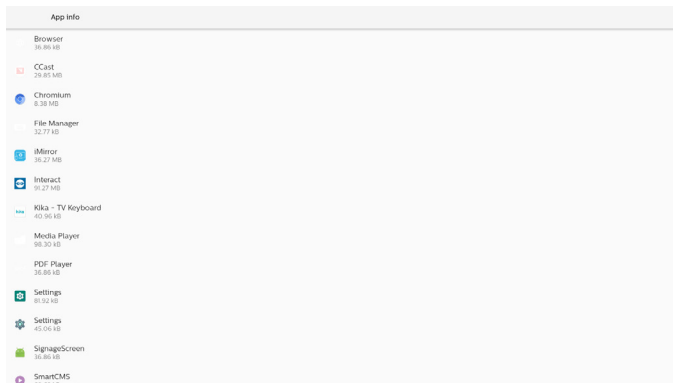 App info
Browser
36.86 kB
CCast
29.85 MB
Chromium
8.38 MB
File Manager
32.77 kB
iMirror
36.27 MB
Interact
91.27 MB
kika
Kika - TV Keyboard
40.96 kB
Media Player
98.30 kB
PDF Player
36.86 kB
Settings
81.92 kB
Settings
45.06 kB
SignageScreen
36.86 kB
SmartCMS